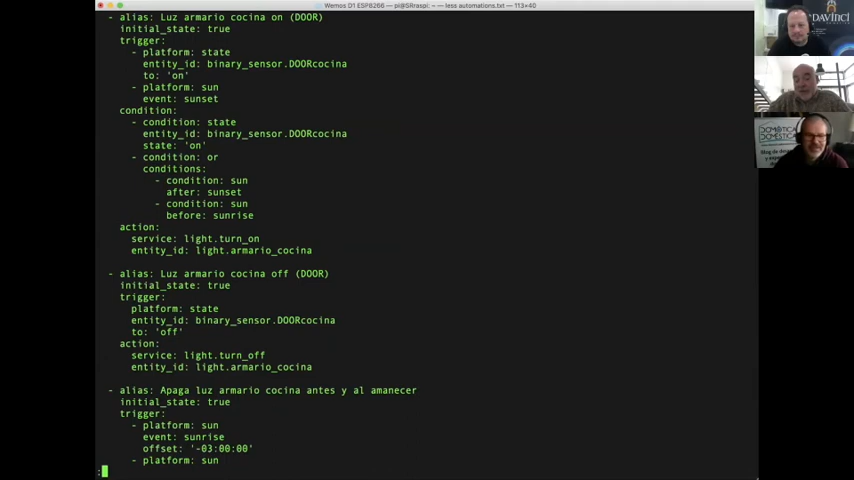 Wemos D1 ESP8266 — pi@SRraspi: ~ — less automations.txt — 113×40
- alias: Luz armario cocina on (DOOR)
initial_state: true
trigger:
- platform: state
entity_id: binary_sensor.DOORcocina
to: 'on'
- platform: sun
event: sunset
condition:
- condition: state
entity_id: binary_sensor.DOORcocina
state: 'on'
- condition: or
conditions:
- condition: sun
after: sunset
- condition: sun
before: sunrise
action:
service: light.turn_on
entity_id: light.armario_cocina
- alias: Luz armario cocina off (DOOR)
initial_state: true
trigger:
platform: state
entity_id: binary_sensor.DOORcocina
to: 'off'
action:
service: light.turn_off
entity_id: light.armario_cocina
- alias: Apaga luz armario cocina antes y al amanecer
initial_state: true
trigger:
- platform: sun
event: sunrise
offset: '-03:00:00'
- platform: sun
:
DAVINCI
DOMOTICA
DOMESTICA
Blog de